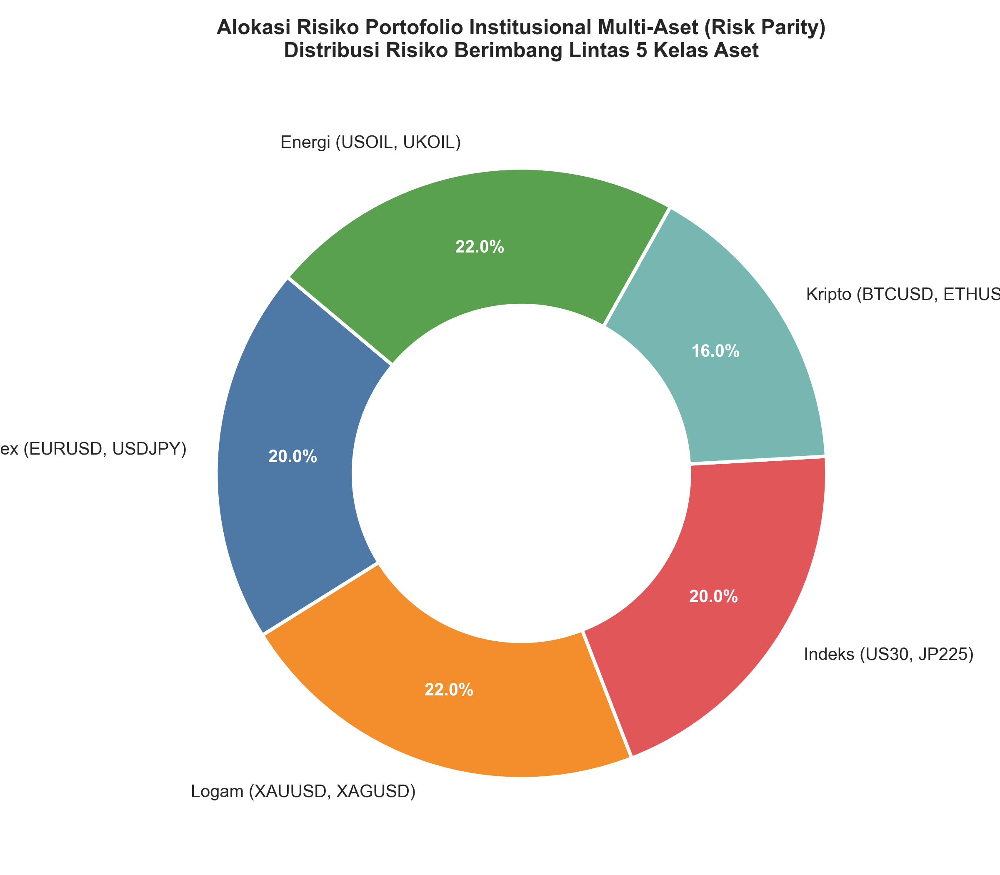 Alokasi Risiko Portofolio Institusional Multi-Aset (Risk Parity)
Distribusi Risiko Berimbang Lintas 5 Kelas Aset
Energi (USOIL, UKOIL)
22.0%
Kripto (BTCUSD, ETHUS
16.0%
ex (EURUSD, USDJPY)
20.0%
20.0%
Indeks (US30, JP225)
22.0%
Logam (XAUUSD, XAGUSD)